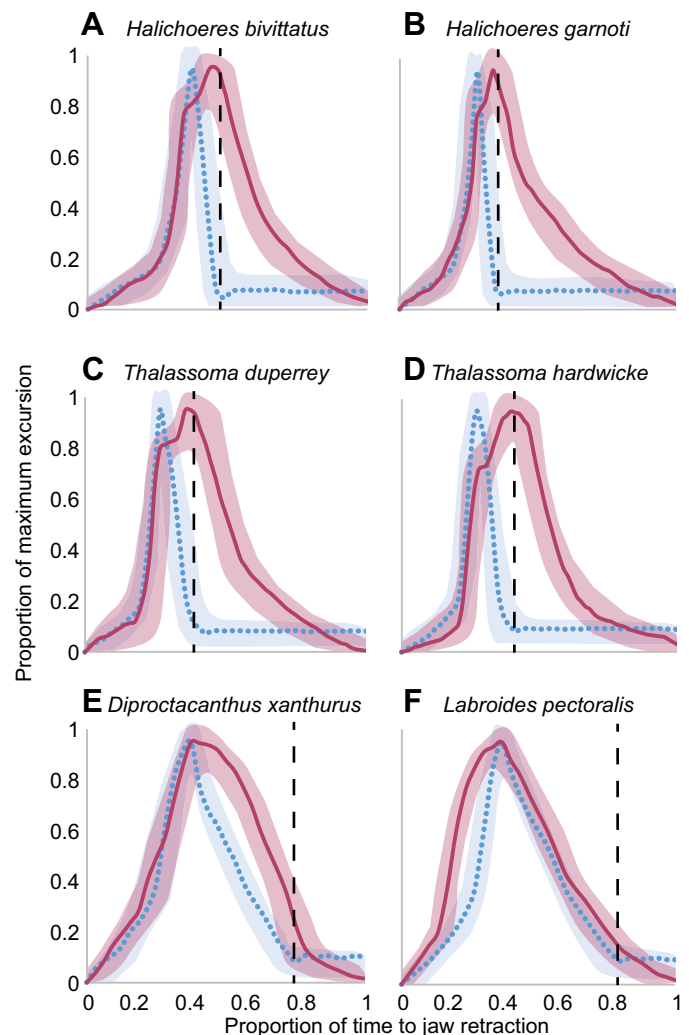 A Halichoeres bivittatus
B Halichoeres garnoti
1
0.8
0.6
0.4
0.2
0
C Thalassoma duperrey
D Thalassoma hardwicke
1
0.8
0.6
0.4
0.2
0
Proportion of maximum excursion
E Diproctacanthus xanthurus
F Labroides pectoralis
1
0.8
0.6
0.4
0.2
0
0 0.2 0.4 0.6 0.8 1
0 0.2 0.4 0.6 0.8 1
Proportion of time to jaw retraction